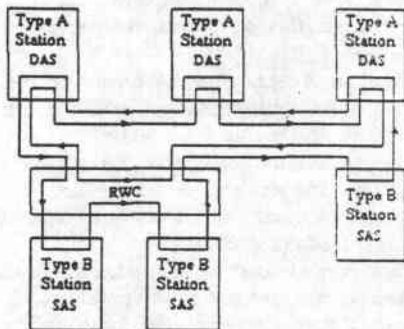 Type A
Station
DAS
Type A
Station
DAS
Type A
Station
DAS
RWC
Type B
Station
SAS
Type B
Station
SAS
Type B
Station
SAS